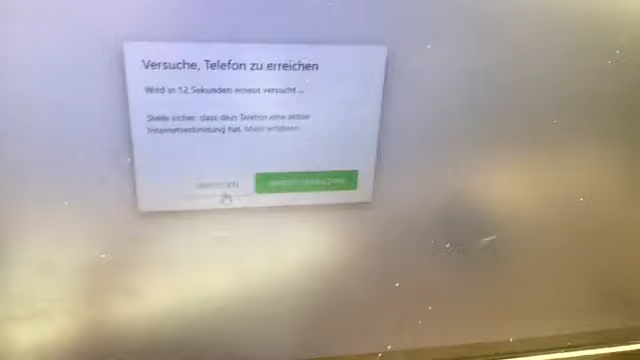 Versuche, Telefon zu erreichen
Wird in 12 Sekunden erneut versucht ...
Stelle sicher, dass dein Telefon eine aktive
Internetverbindung hat. Mehr erfahren